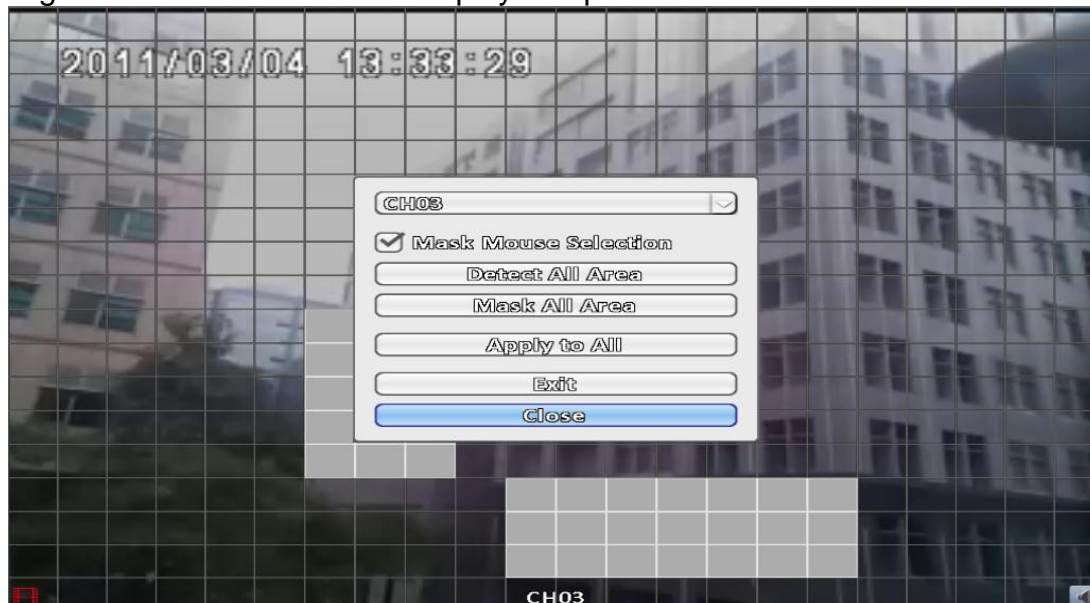 2011/03/04 13:33:29
CH03
Mask Mouse Selection
Detect All Area
Mask All Area
Apply to All
Exit
Close
CH03